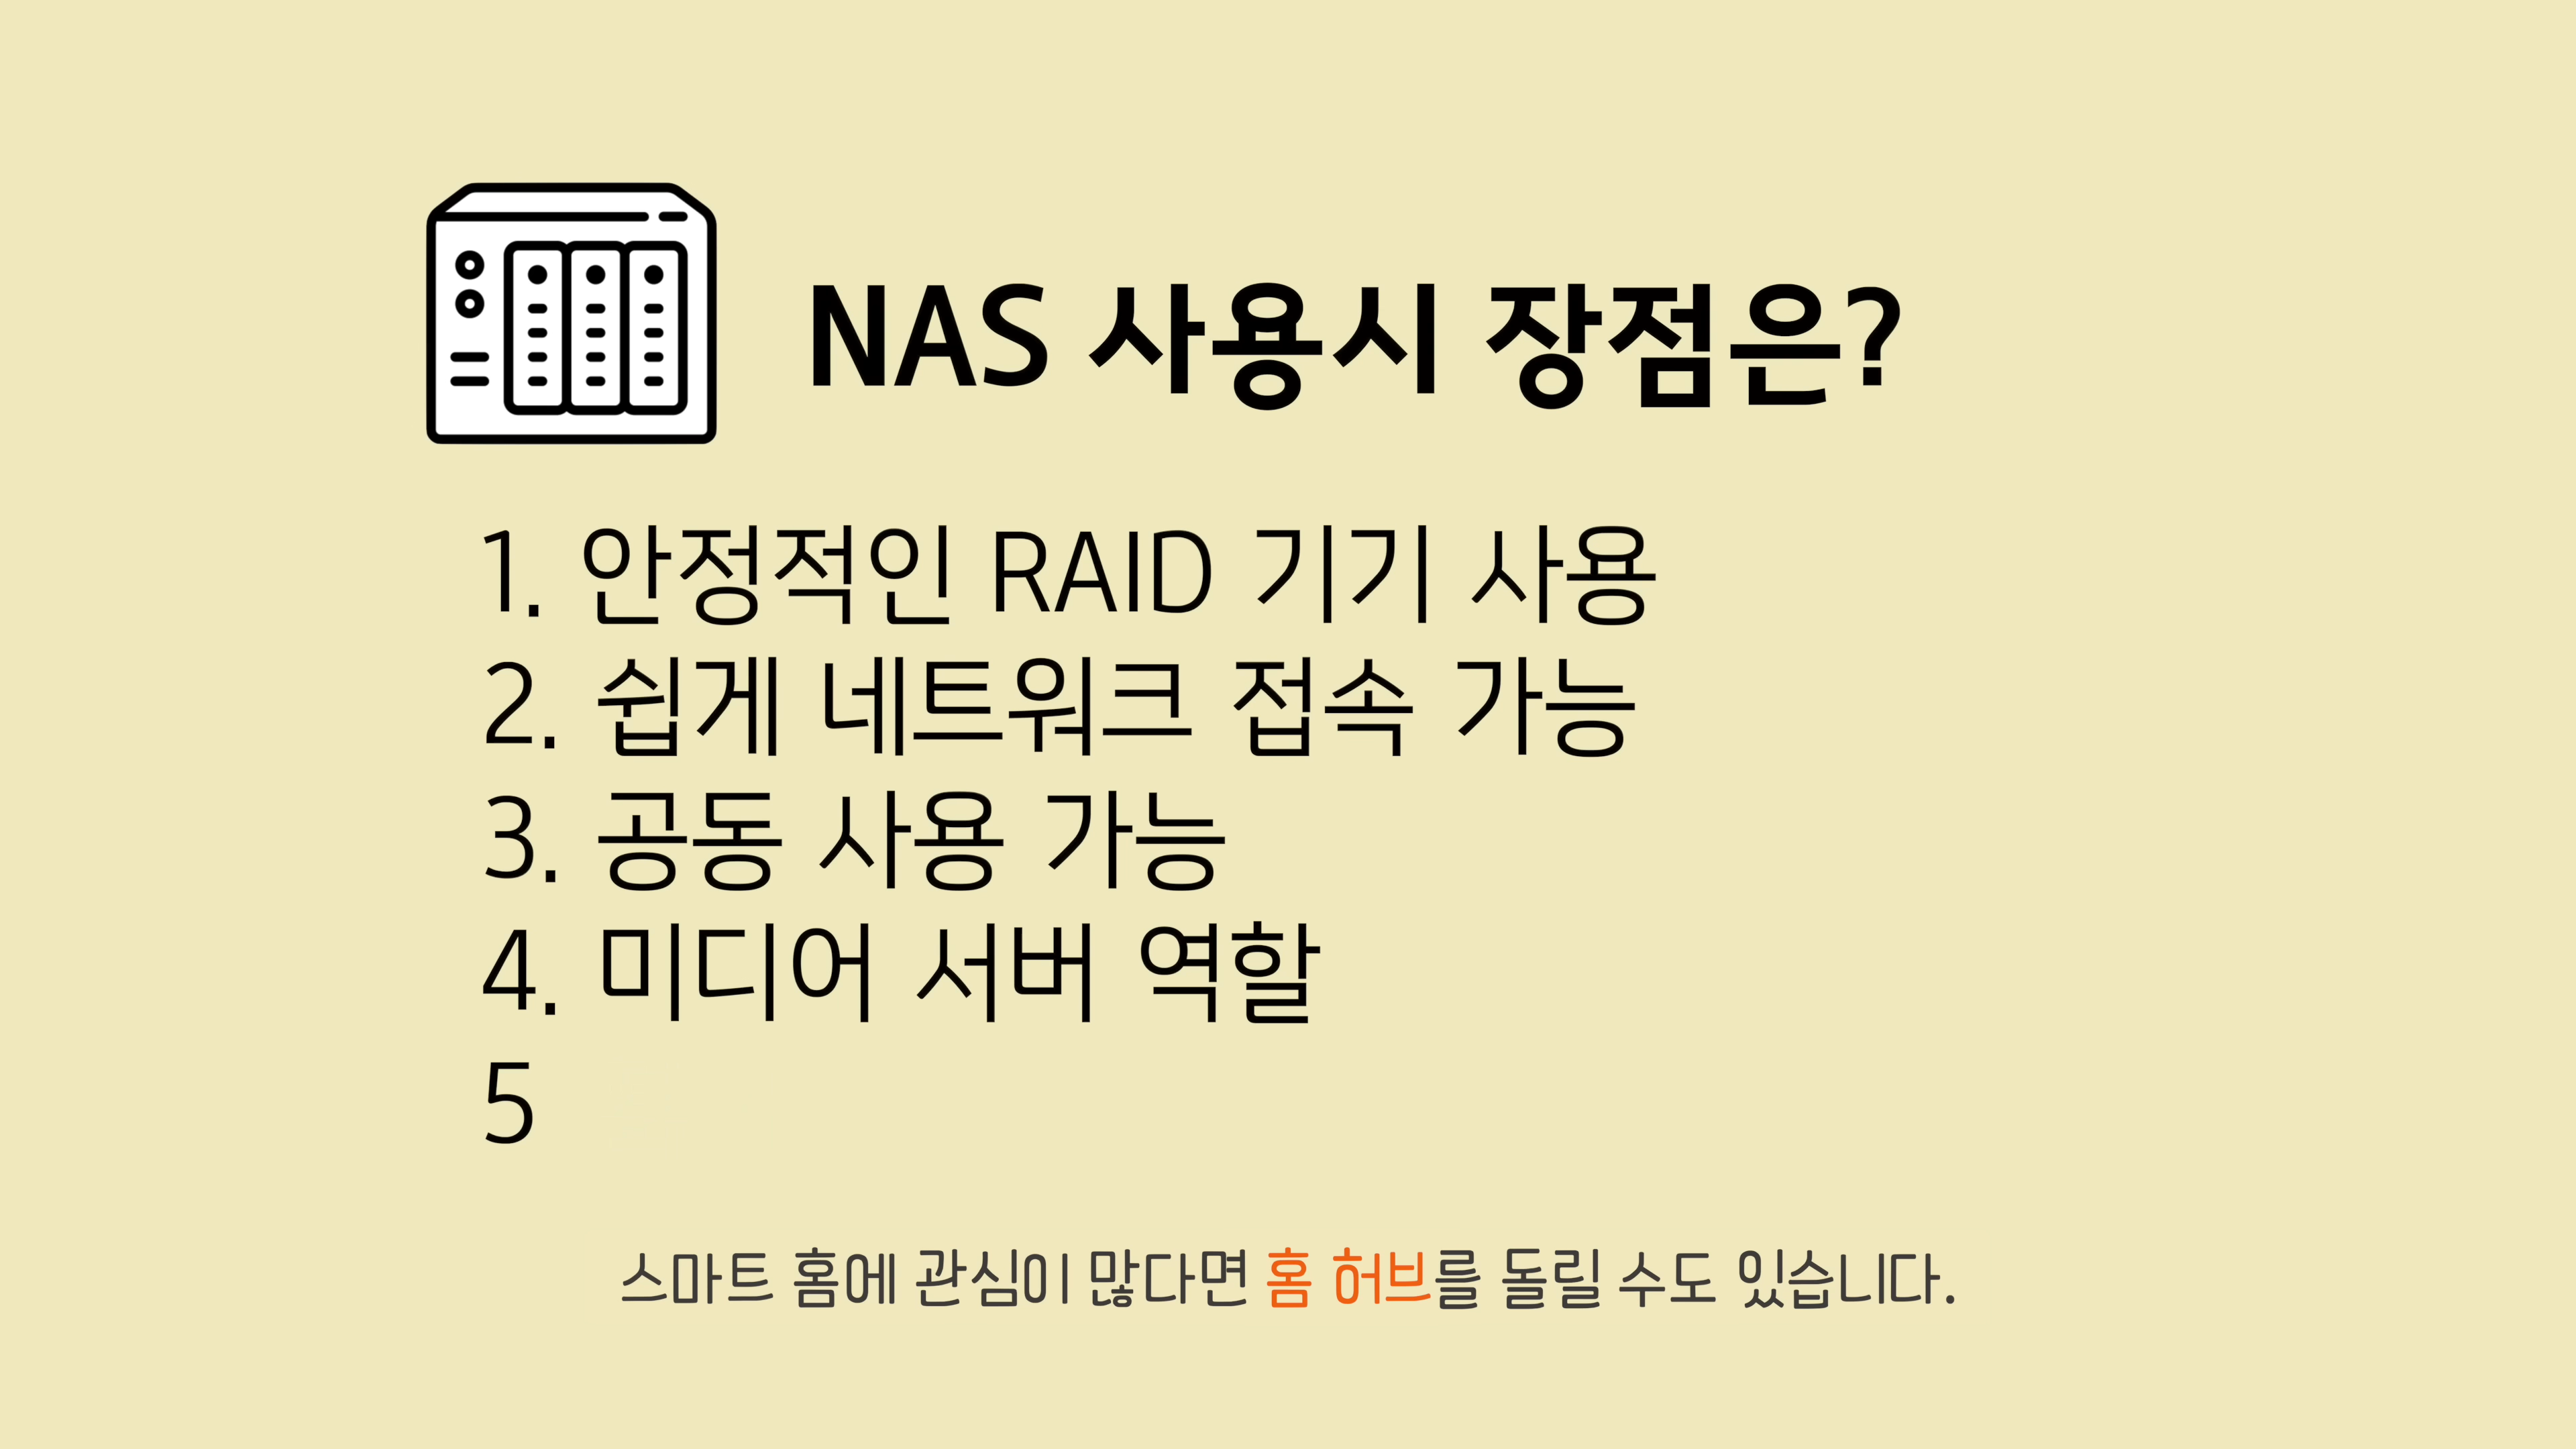 NAS 사용시 장점은?
1. 안정적인 RAID 기기 사용
2. 쉽게 네트워크 접속 가능
3. 공동 사용 가능
4. 미디어 서버 역할
5
스마트 홈에 관심이 많다면 홈 허브를 돌릴 수도 있습니다.